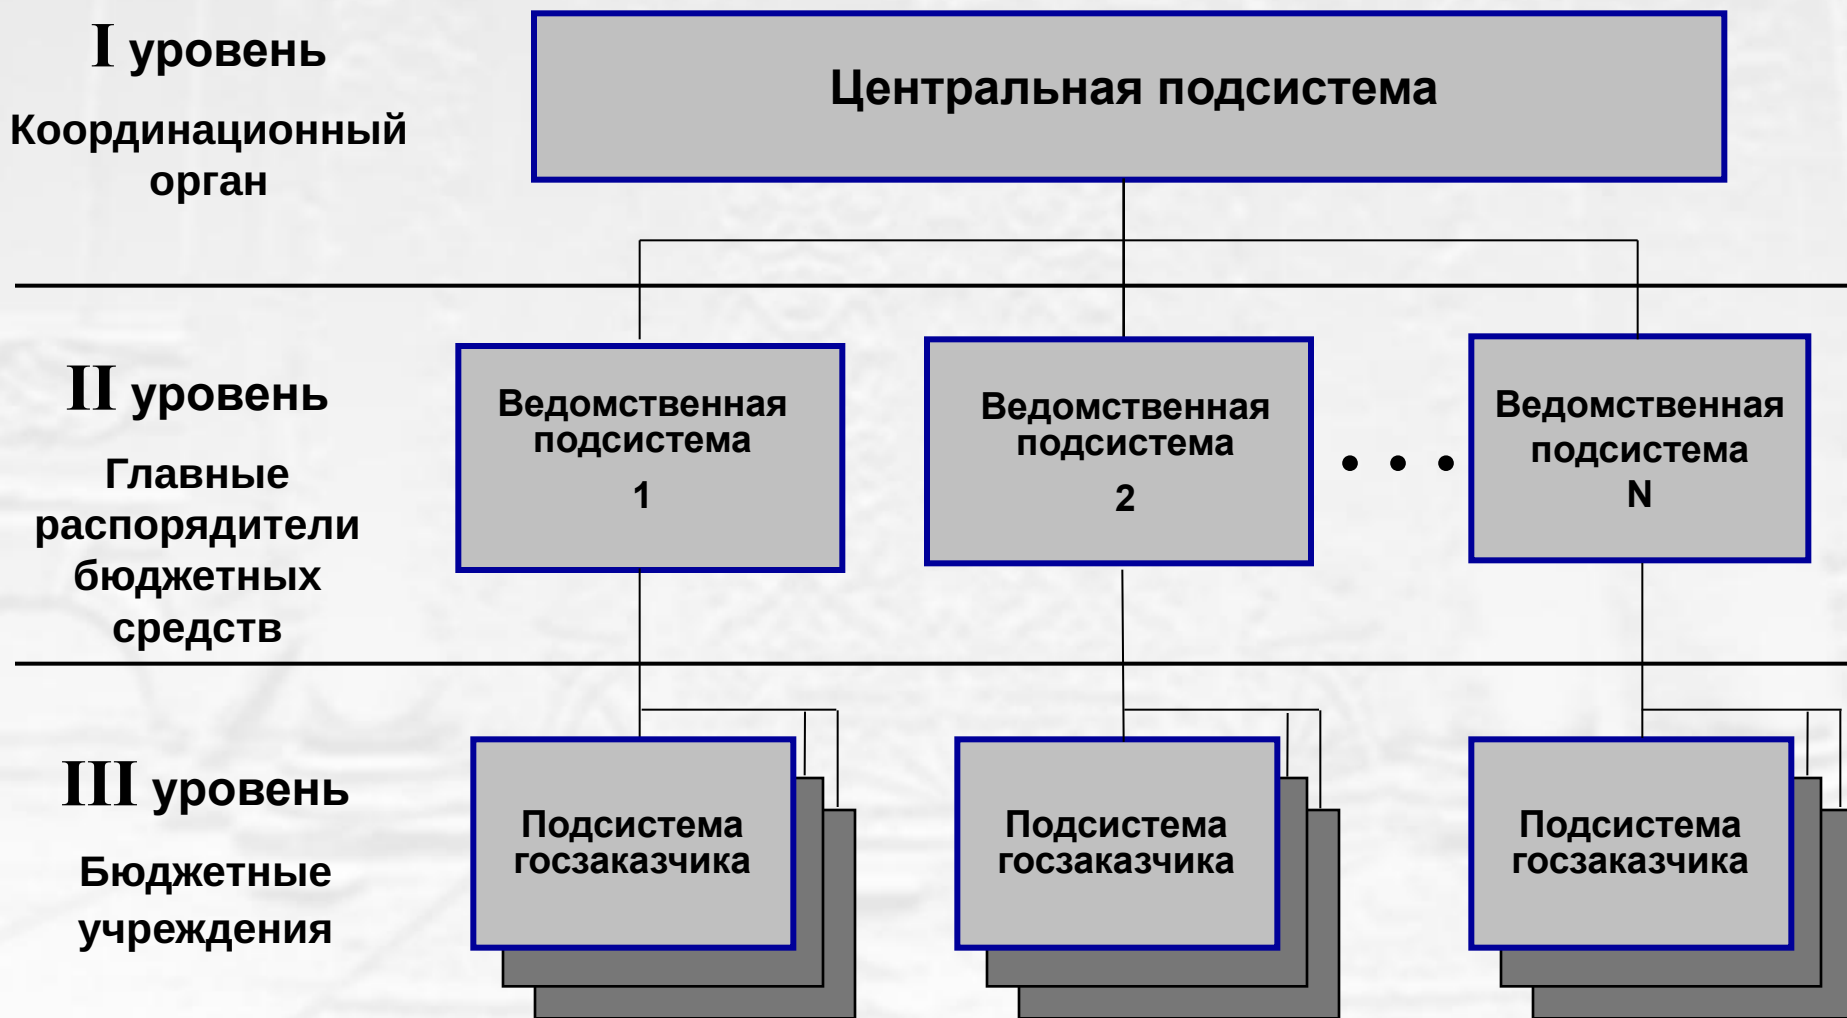 I уровень
Координационный
орган
Центральная подсистема
II уровень
Главные
распорядители
бюджетных
средств
Ведомственная
подсистема
1
Ведомственная
подсистема
2
• • •
Ведомственная
подсистема
N
III уровень
Бюджетные
учреждения
Подсистема
госзаказчика
Подсистема
госзаказчика
Подсистема
госзаказчика